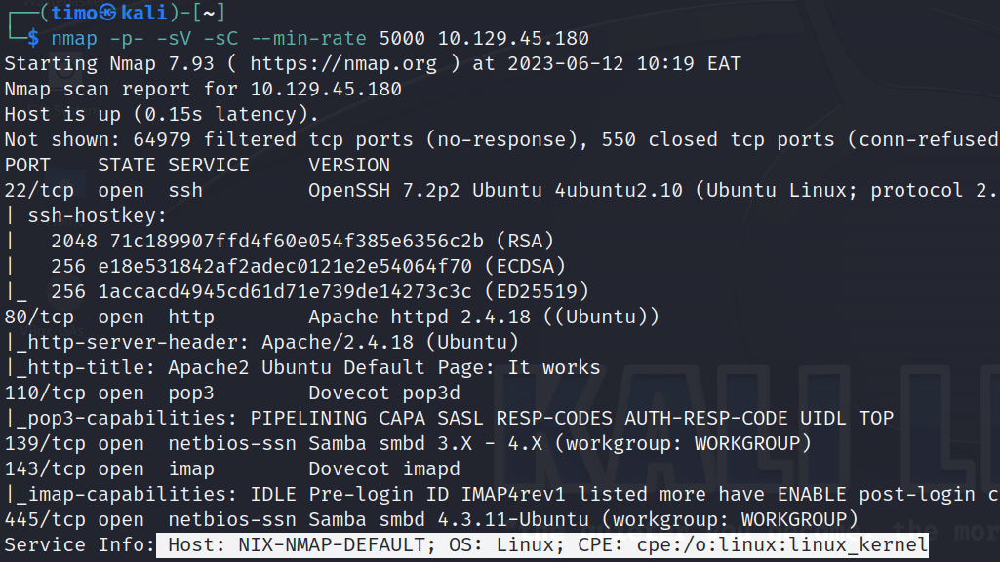 ┌──(timo㉿kali)-[~]
└─$ nmap -p- -sV -sC --min-rate 5000 10.129.45.180
Starting Nmap 7.93 ( https://nmap.org ) at 2023-06-12 10:19 EAT
Nmap scan report for 10.129.45.180
Host is up (0.15s latency).
Not shown: 64979 filtered tcp ports (no-response), 550 closed tcp ports (conn-refused
PORT    STATE SERVICE     VERSION
22/tcp  open  ssh         OpenSSH 7.2p2 Ubuntu 4ubuntu2.10 (Ubuntu Linux; protocol 2.
| ssh-hostkey:
|   2048 71c189907ffd4f60e054f385e6356c2b (RSA)
|   256 e18e531842af2adec0121e2e54064f70 (ECDSA)
|_  256 1accacd4945cd61d71e739de14273c3c (ED25519)
80/tcp  open  http        Apache httpd 2.4.18 ((Ubuntu))
|_http-server-header: Apache/2.4.18 (Ubuntu)
|_http-title: Apache2 Ubuntu Default Page: It works
110/tcp open  pop3        Dovecot pop3d
|_pop3-capabilities: PIPELINING CAPA SASL RESP-CODES AUTH-RESP-CODE UIDL TOP
139/tcp open  netbios-ssn Samba smbd 3.X - 4.X (workgroup: WORKGROUP)
143/tcp open  imap        Dovecot imapd
|_imap-capabilities: IDLE Pre-login ID IMAP4rev1 listed more have ENABLE post-login c
445/tcp open  netbios-ssn Samba smbd 4.3.11-Ubuntu (workgroup: WORKGROUP)
Service Info: Host: NIX-NMAP-DEFAULT; OS: Linux; CPE: cpe:/o:linux:linux_kernel
KALI LI